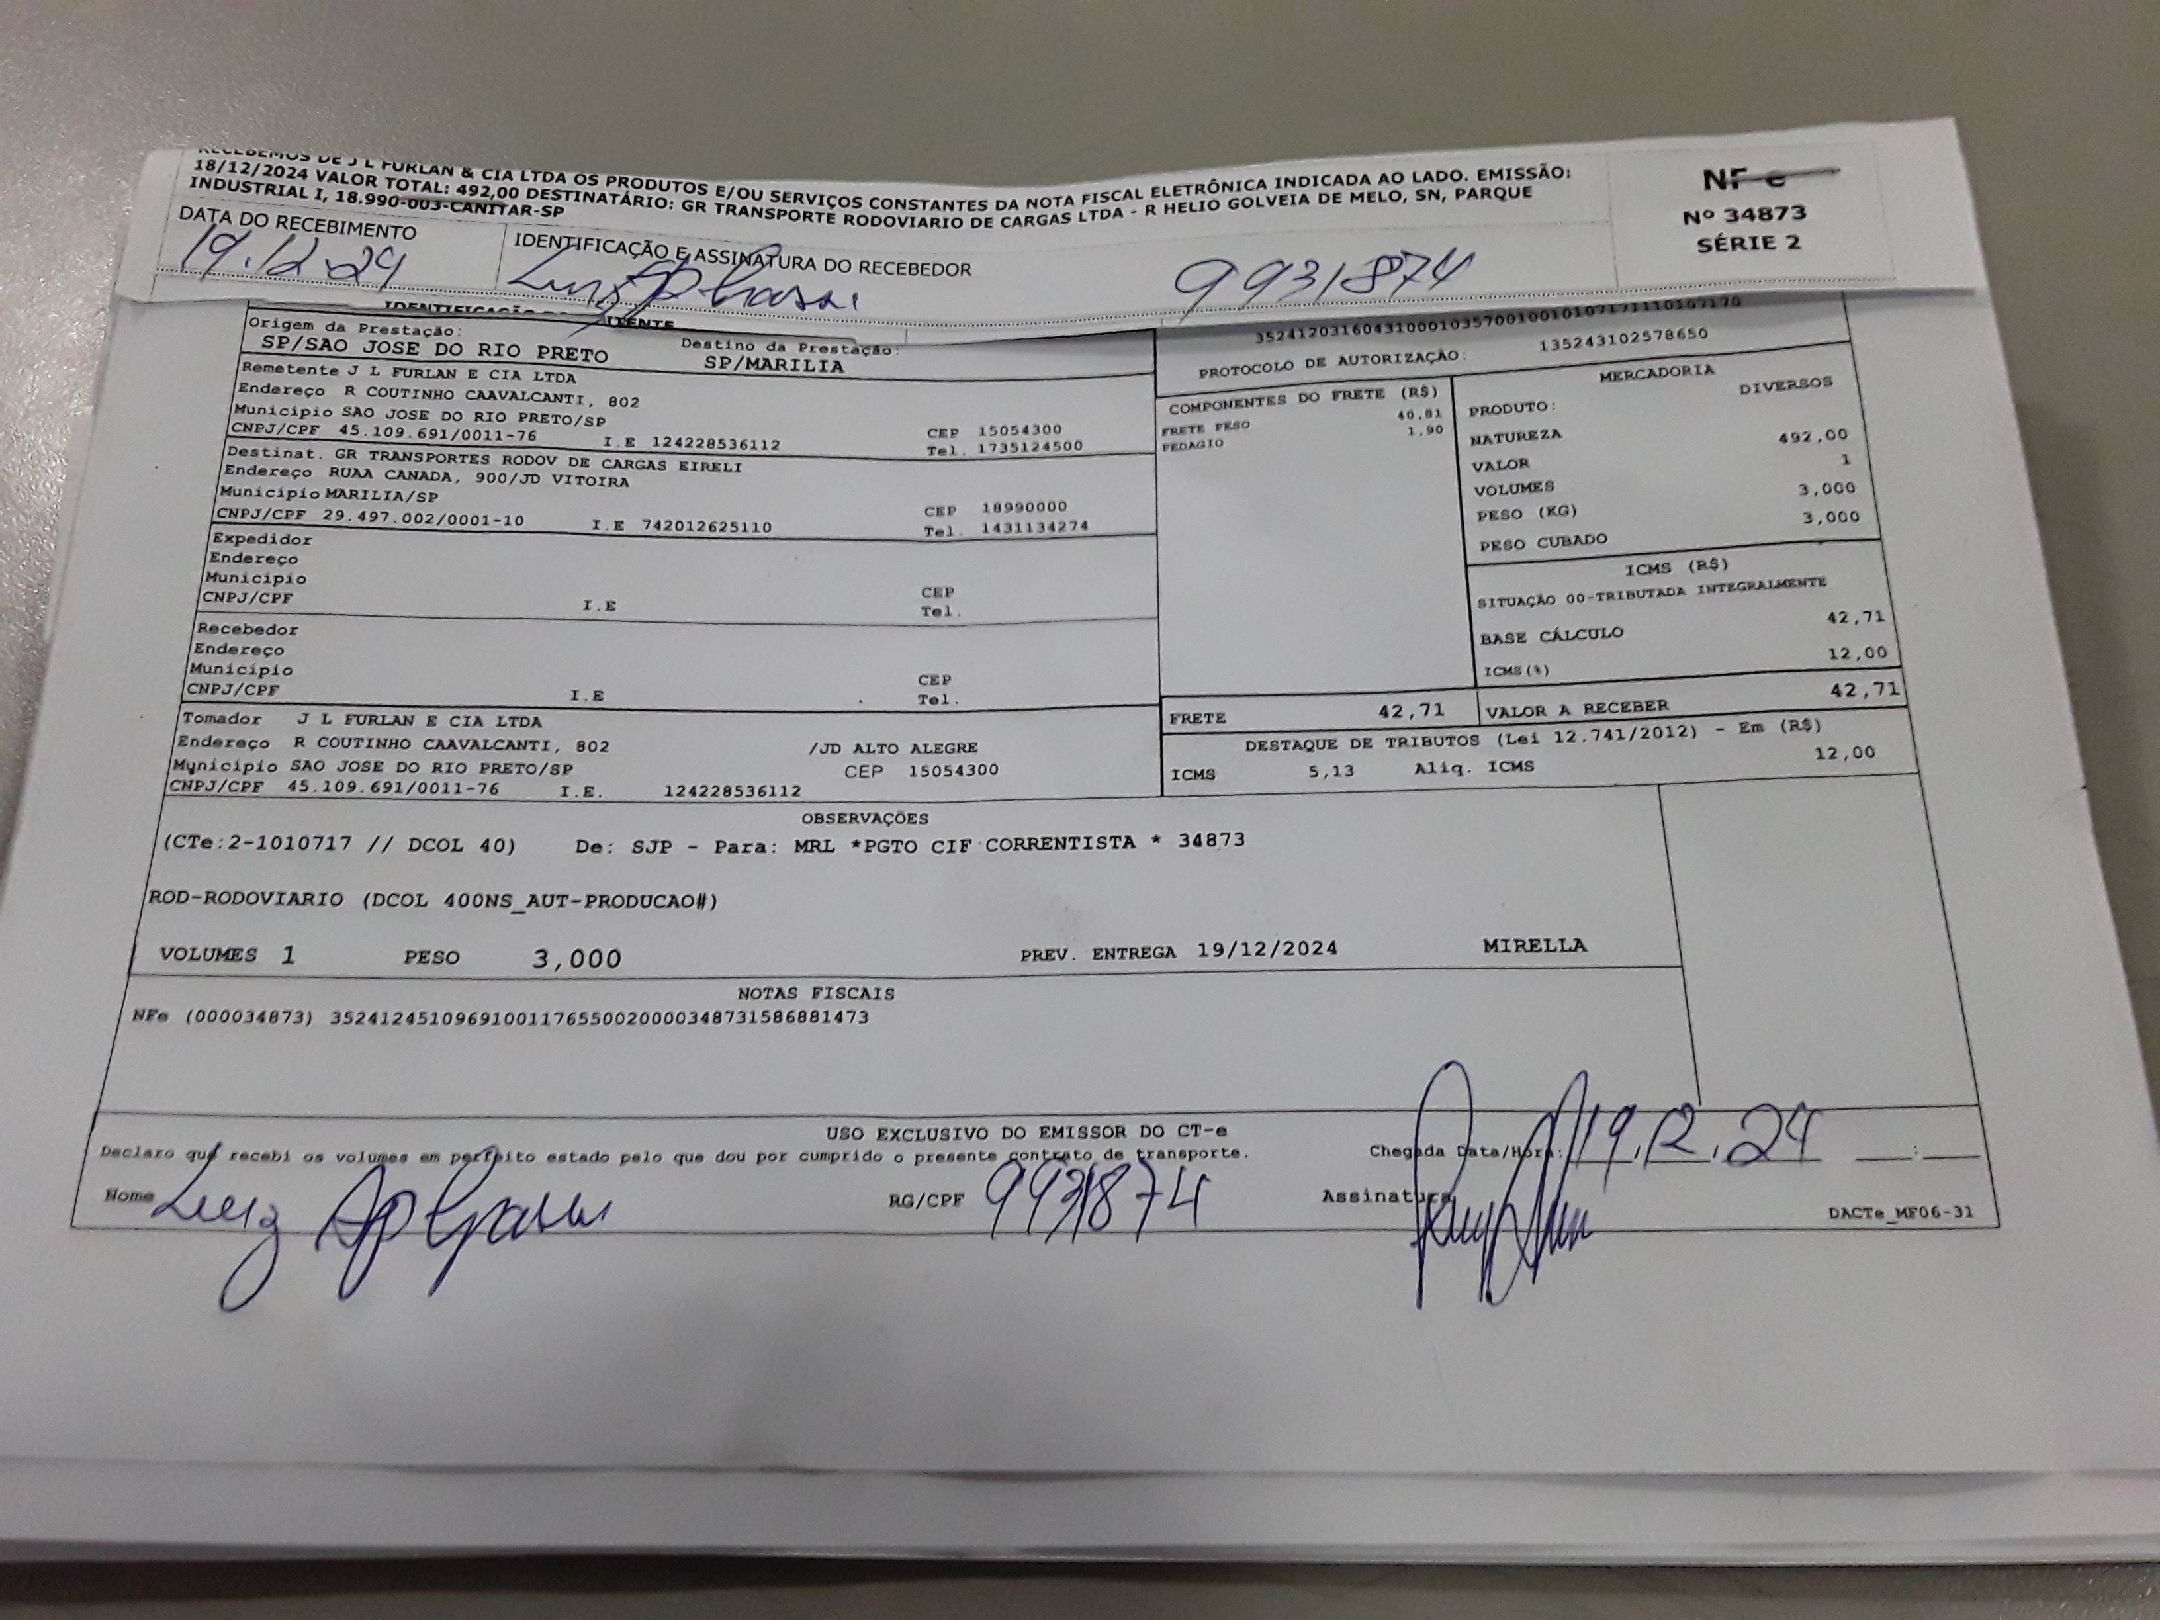 RECEBEMOS DE J L FURLAN & CIA LTDA OS PRODUTOS E/OU SERVIÇOS CONSTANTES DA NOTA FISCAL ELETRÔNICA INDICADA AO LADO. EMISSÃO:
18/12/2024 VALOR TOTAL: 492,00 DESTINATÁRIO: GR TRANSPORTE RODOVIARIO DE CARGAS LTDA - R HELIO GOLVEIA DE MELO, SN, PARQUE
INDUSTRIAL I, 18.990-003-CANITAR-SP
NF-e
Nº 34873
SÉRIE 2
DATA DO RECEBIMENTO
IDENTIFICAÇÃO E ASSINATURA DO RECEBEDOR
19.12.24 Luiz Ap 9931874
Origem da Prestação: Destino da Prestação:
SP/SAO JOSE DO RIO PRETO SP/MARILIA
Remetente J L FURLAN E CIA LTDA
Endereço R COUTINHO CAAVALCANTI, 802
Município SAO JOSE DO RIO PRETO/SP CEP 15054300
CNPJ/CPF 45.109.691/0011-76 I.E 124228536112 Tel. 1735124500
Destinat. GR TRANSPORTES RODOV DE CARGAS EIRELI
Endereço RUAA CANADA, 900/JD VITOIRA
Município MARILIA/SP CEP 18990000
CNPJ/CPF 29.497.002/0001-10 I.E 742012625110 Tel. 1431134274
Expedidor
Endereço
Município CEP
CNPJ/CPF I.E Tel.
Recebedor
Endereço
Município CEP
CNPJ/CPF I.E Tel.
Tomador J L FURLAN E CIA LTDA
Endereço R COUTINHO CAAVALCANTI, 802 /JD ALTO ALEGRE
Município SAO JOSE DO RIO PRETO/SP CEP 15054300
CNPJ/CPF 45.109.691/0011-76 I.E. 124228536112
PROTOCOLO DE AUTORIZAÇÃO: 135243102578650
COMPONENTES DO FRETE (R$)
FRETE PESO 40,81
PEDAGIO 1,90
MERCADORIA
PRODUTO: DIVERSOS
NATUREZA
VALOR 492,00
VOLUMES 1
PESO (KG) 3,000
PESO CUBADO 3,000
ICMS (R$)
SITUAÇÃO 00-TRIBUTADA INTEGRALMENTE
BASE CÁLCULO 42,71
ICMS(%) 12,00
FRETE 42,71 VALOR A RECEBER 42,71
DESTAQUE DE TRIBUTOS (Lei 12.741/2012) - Em (R$)
ICMS 5,13 Aliq. ICMS 12,00
OBSERVAÇÕES
(CTe:2-1010717 // DCOL 40) De: SJP - Para: MRL *PGTO CIF CORRENTISTA * 34873
ROD-RODOVIARIO (DCOL 400NS_AUT-PRODUCAO#)
VOLUMES 1 PESO 3,000 PREV. ENTREGA 19/12/2024 MIRELLA
NOTAS FISCAIS
NFe (000034873) 35241245109691001176550020000348731586881473
USO EXCLUSIVO DO EMISSOR DO CT-e
Declaro que recebi os volumes em perfeito estado pelo que dou por cumprido o presente contrato de transporte. Chegada Data/Hora: 19.12.24 __:__
Nome Luiz Ap RG/CPF 9931874 Assinatura
DACTe_MF06-31